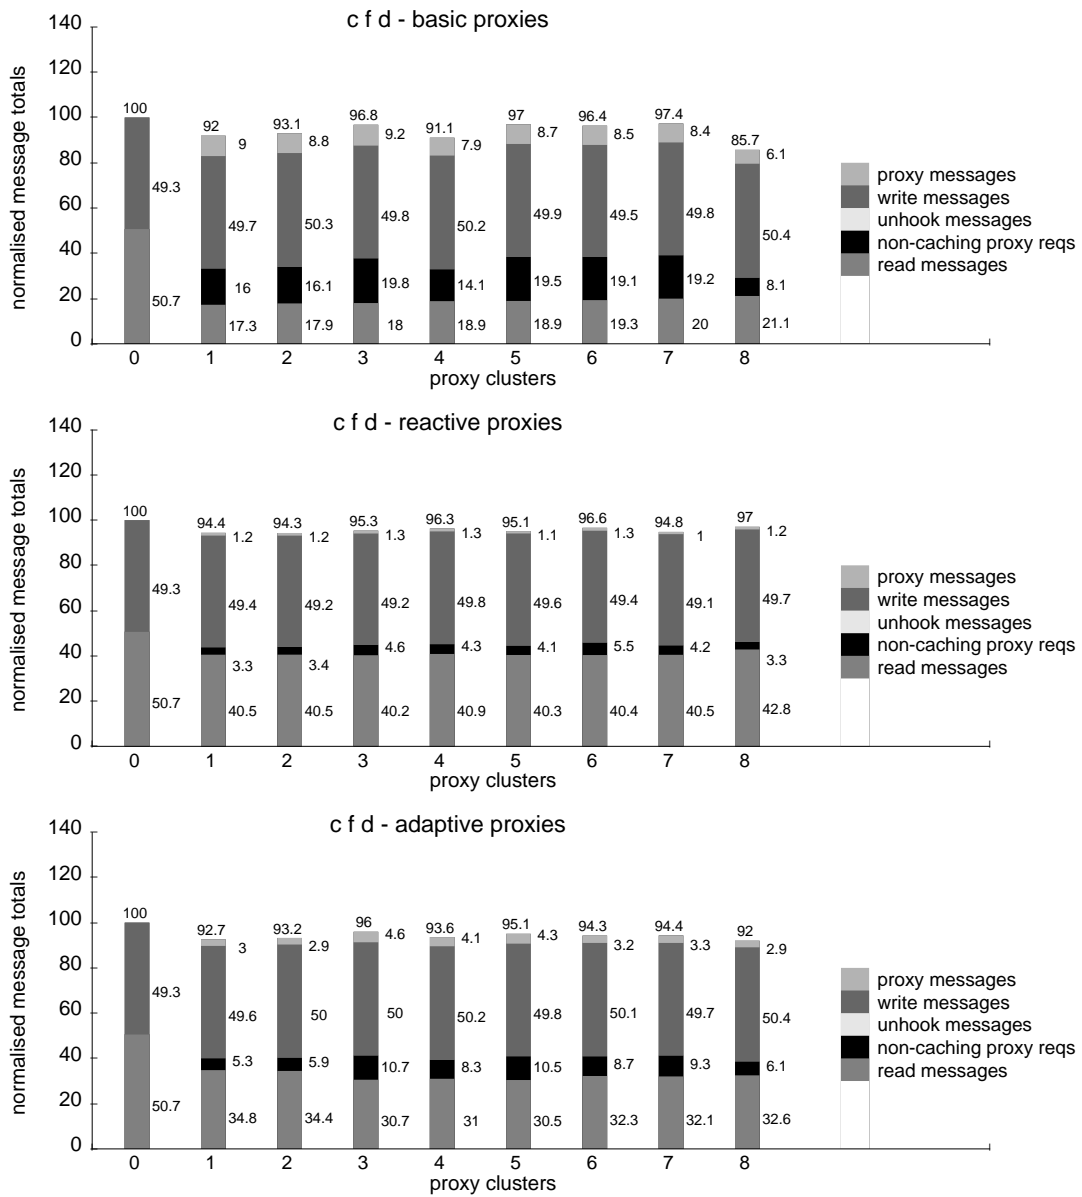 c f d - basic proxies
normalised message totals
140
120
100
80
60
40
20
0
100 92 93.1 96.8 91.1 97 96.4 97.4 85.7
9 8.8 9.2 7.9 8.7 8.5 8.4 6.1
49.3 49.7 50.3 49.8 50.2 49.9 49.5 49.8 50.4
16 16.1 19.8 14.1 19.5 19.1 19.2 8.1
50.7 17.3 17.9 18 18.9 18.9 19.3 20 21.1
0 1 2 3 4 5 6 7 8
proxy clusters
proxy messages
write messages
unhook messages
non-caching proxy reqs
read messages
c f d - reactive proxies
normalised message totals
140
120
100
80
60
40
20
0
100 94.4 94.3 95.3 96.3 95.1 96.6 94.8 97
1.2 1.2 1.3 1.3 1.1 1.3 1 1.2
49.3 49.4 49.2 49.2 49.8 49.6 49.4 49.1 49.7
3.3 3.4 4.6 4.3 4.1 5.5 4.2 3.3
50.7 40.5 40.5 40.2 40.9 40.3 40.4 40.5 42.8
0 1 2 3 4 5 6 7 8
proxy clusters
proxy messages
write messages
unhook messages
non-caching proxy reqs
read messages
c f d - adaptive proxies
normalised message totals
140
120
100
80
60
40
20
0
100 92.7 93.2 96 93.6 95.1 94.3 94.4 92
3 2.9 4.6 4.1 4.3 3.2 3.3 2.9
49.3 49.6 50 50 50.2 49.8 50.1 49.7 50.4
5.3 5.9 10.7 8.3 10.5 8.7 9.3 6.1
50.7 34.8 34.4 30.7 31 30.5 32.3 32.1 32.6
0 1 2 3 4 5 6 7 8
proxy clusters
proxy messages
write messages
unhook messages
non-caching proxy reqs
read messages